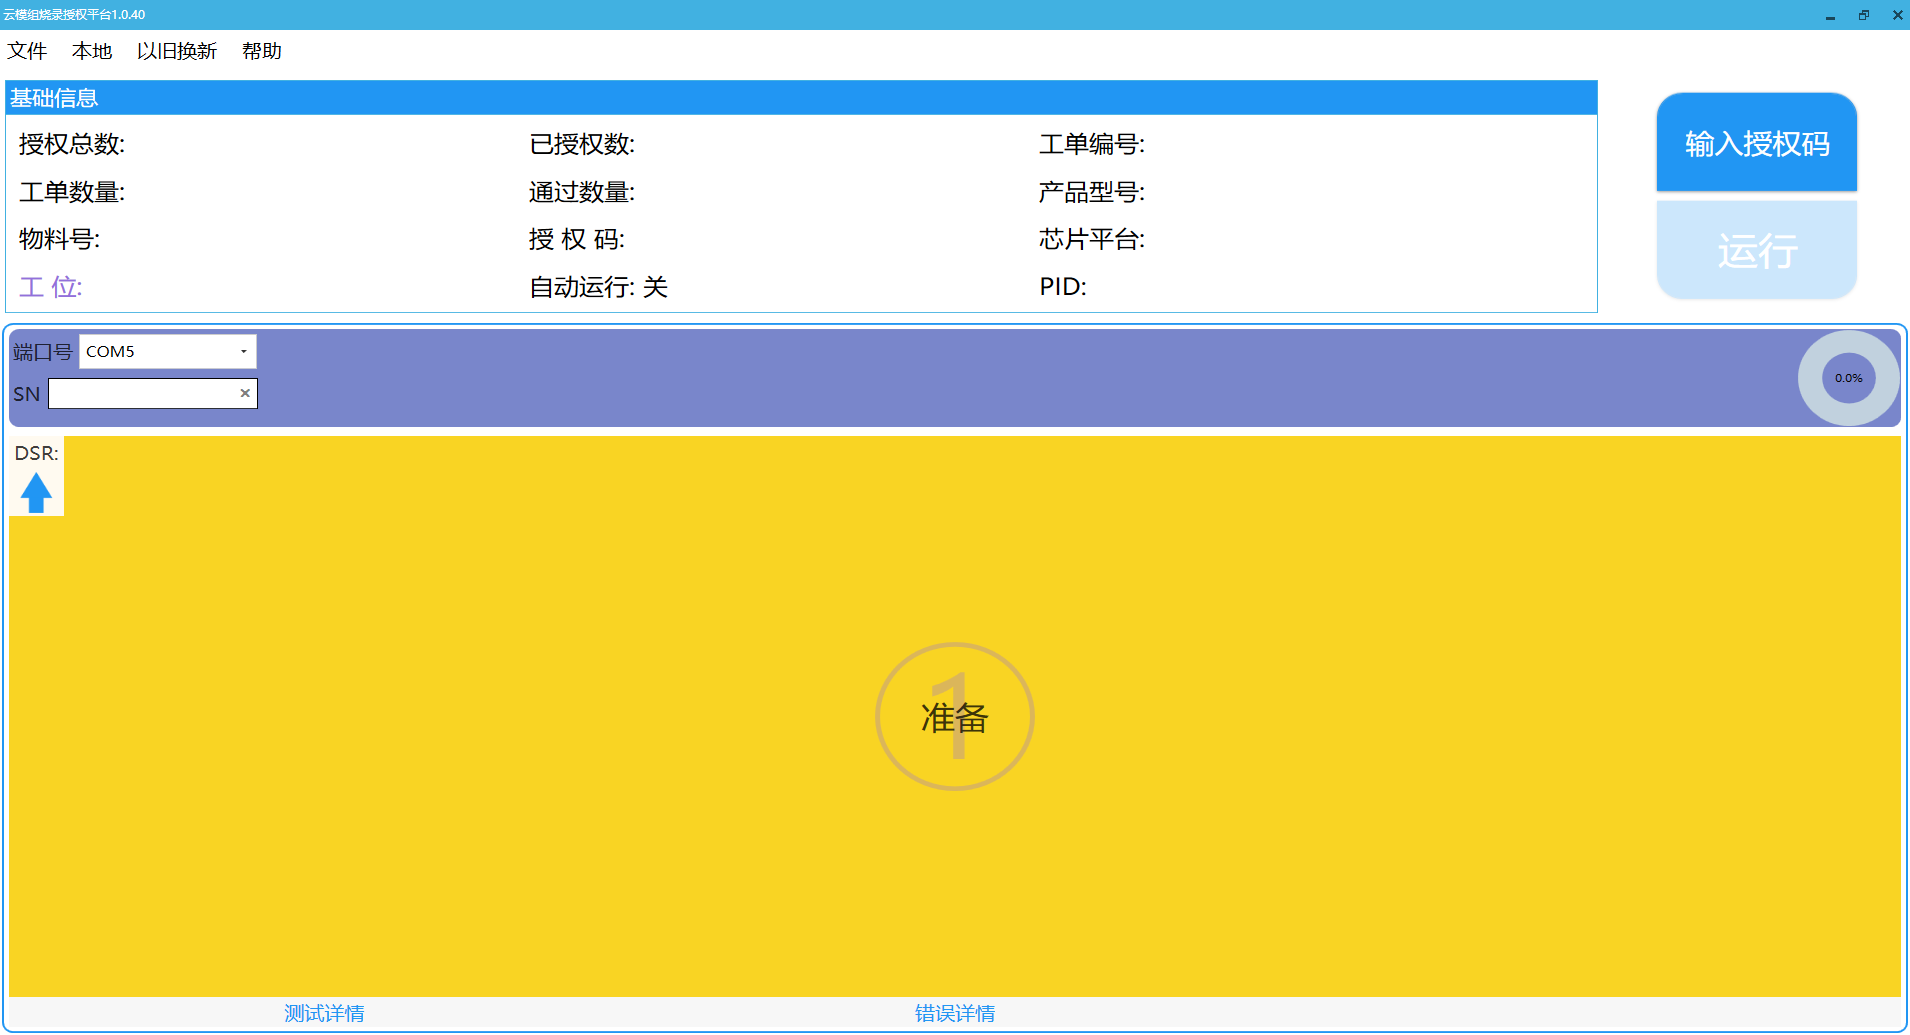 云模组烧录授权平台1.0.40
文件 本地 以旧换新 帮助
基础信息
授权总数: 已授权数: 工单编号:
工单数量: 通过数量: 产品型号:
物料号: 授 权 码: 芯片平台:
工 位: 自动运行: 关 PID:
输入授权码
运行
端口号 COM5
SN
0.0%
DSR:
1
准备
测试详情 错误详情